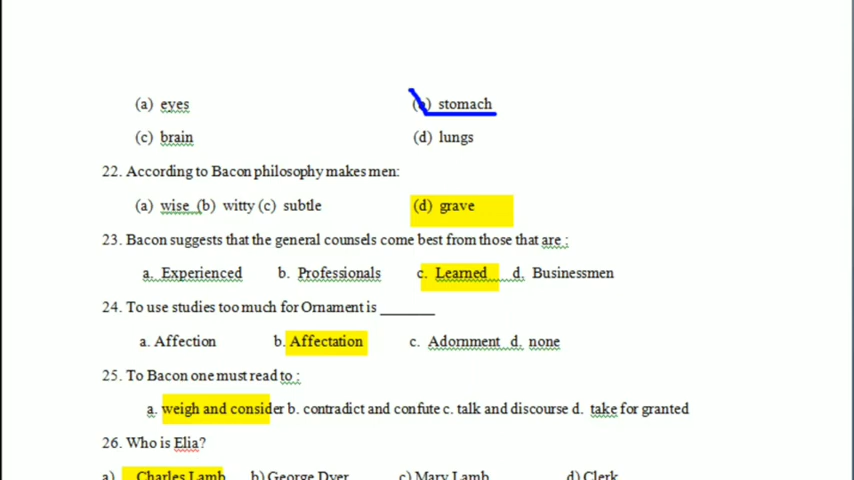 (a) eyes (b) stomach
(c) brain (d) lungs
22. According to Bacon philosophy makes men:
(a) wise (b) witty (c) subtle (d) grave
23. Bacon suggests that the general counsels come best from those that are :
a. Experienced b. Professionals c. Learned d. Businessmen
24. To use studies too much for Ornament is _______
a. Affection b. Affectation c. Adornment d. none
25. To Bacon one must read to :
a. weigh and consider b. contradict and confute c. talk and discourse d. take for granted
26. Who is Elia?
a) Charles Lamb b) George Dyer c) Mary Lamb d) Clerk